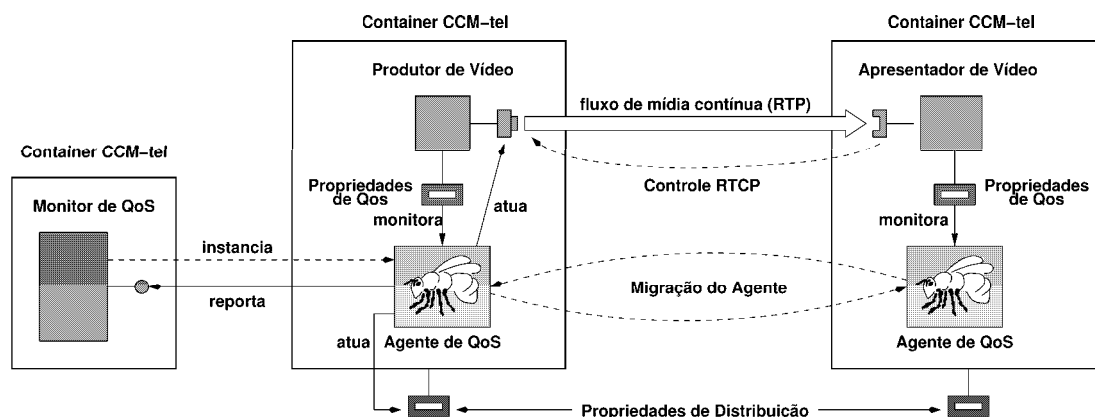 Container CCM–tel
Container CCM–tel
Produtor de Vídeo
Apresentador de Vídeo
fluxo de mídia contínua (RTP)
Container CCM–tel
Controle RTCP
Propriedades
de Qos
atua
Propriedades
de QoS
Monitor de QoS
monitora
monitora
instancia
Migração do Agente
reporta
atua
Agente de QoS
Agente de QoS
Propriedades de Distribuição